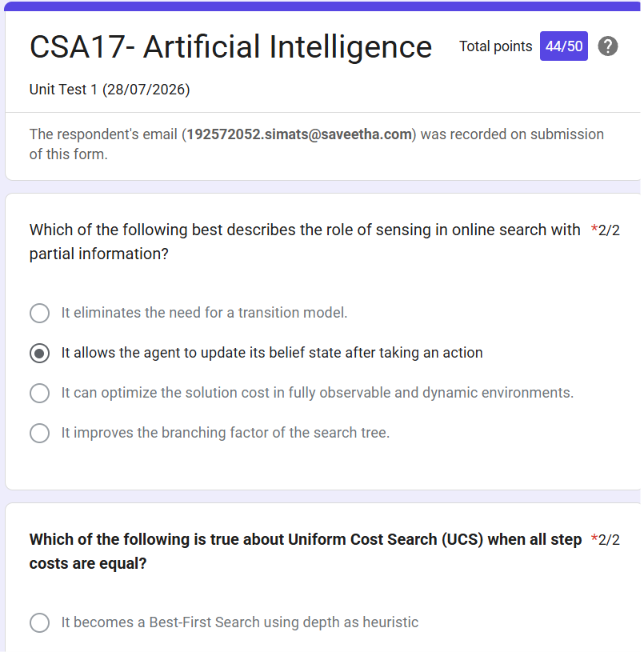 CSA17- Artificial Intelligence
Total points 44/50 ?
Unit Test 1 (28/07/2026)
The respondent's email (192572052.simats@saveetha.com) was recorded on submission
of this form.
Which of the following best describes the role of sensing in online search with *2/2
partial information?
It eliminates the need for a transition model.
It allows the agent to update its belief state after taking an action
It can optimize the solution cost in fully observable and dynamic environments.
It improves the branching factor of the search tree.
Which of the following is true about Uniform Cost Search (UCS) when all step *2/2
costs are equal?
It becomes a Best-First Search using depth as heuristic